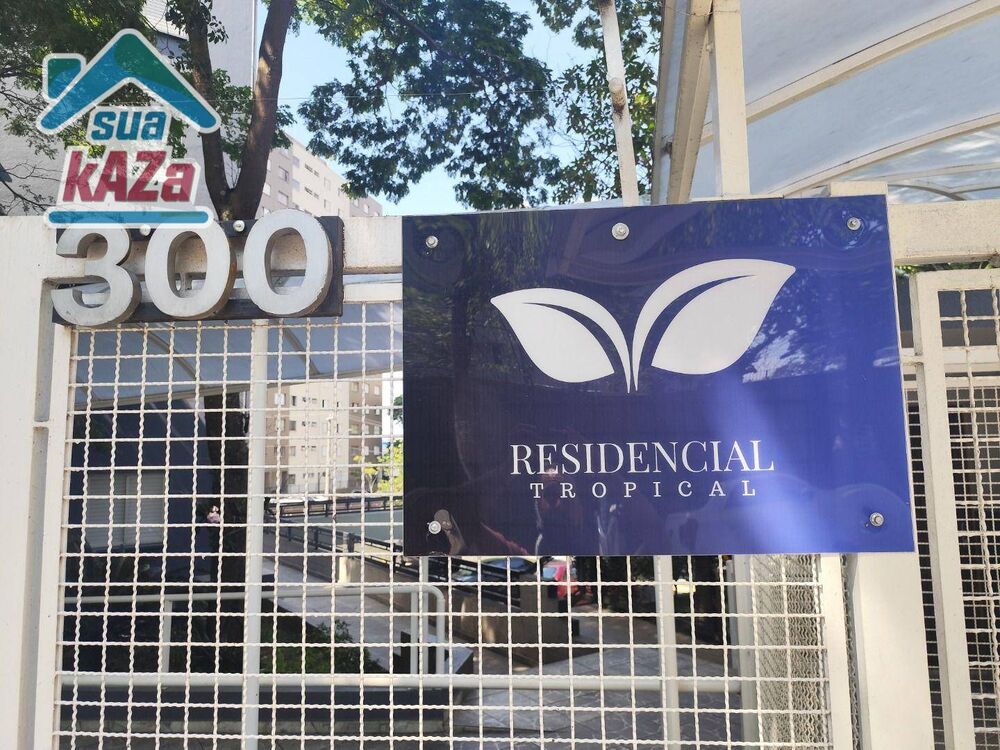 sua
kAZa
300
RESIDENCIAL
TROPICAL